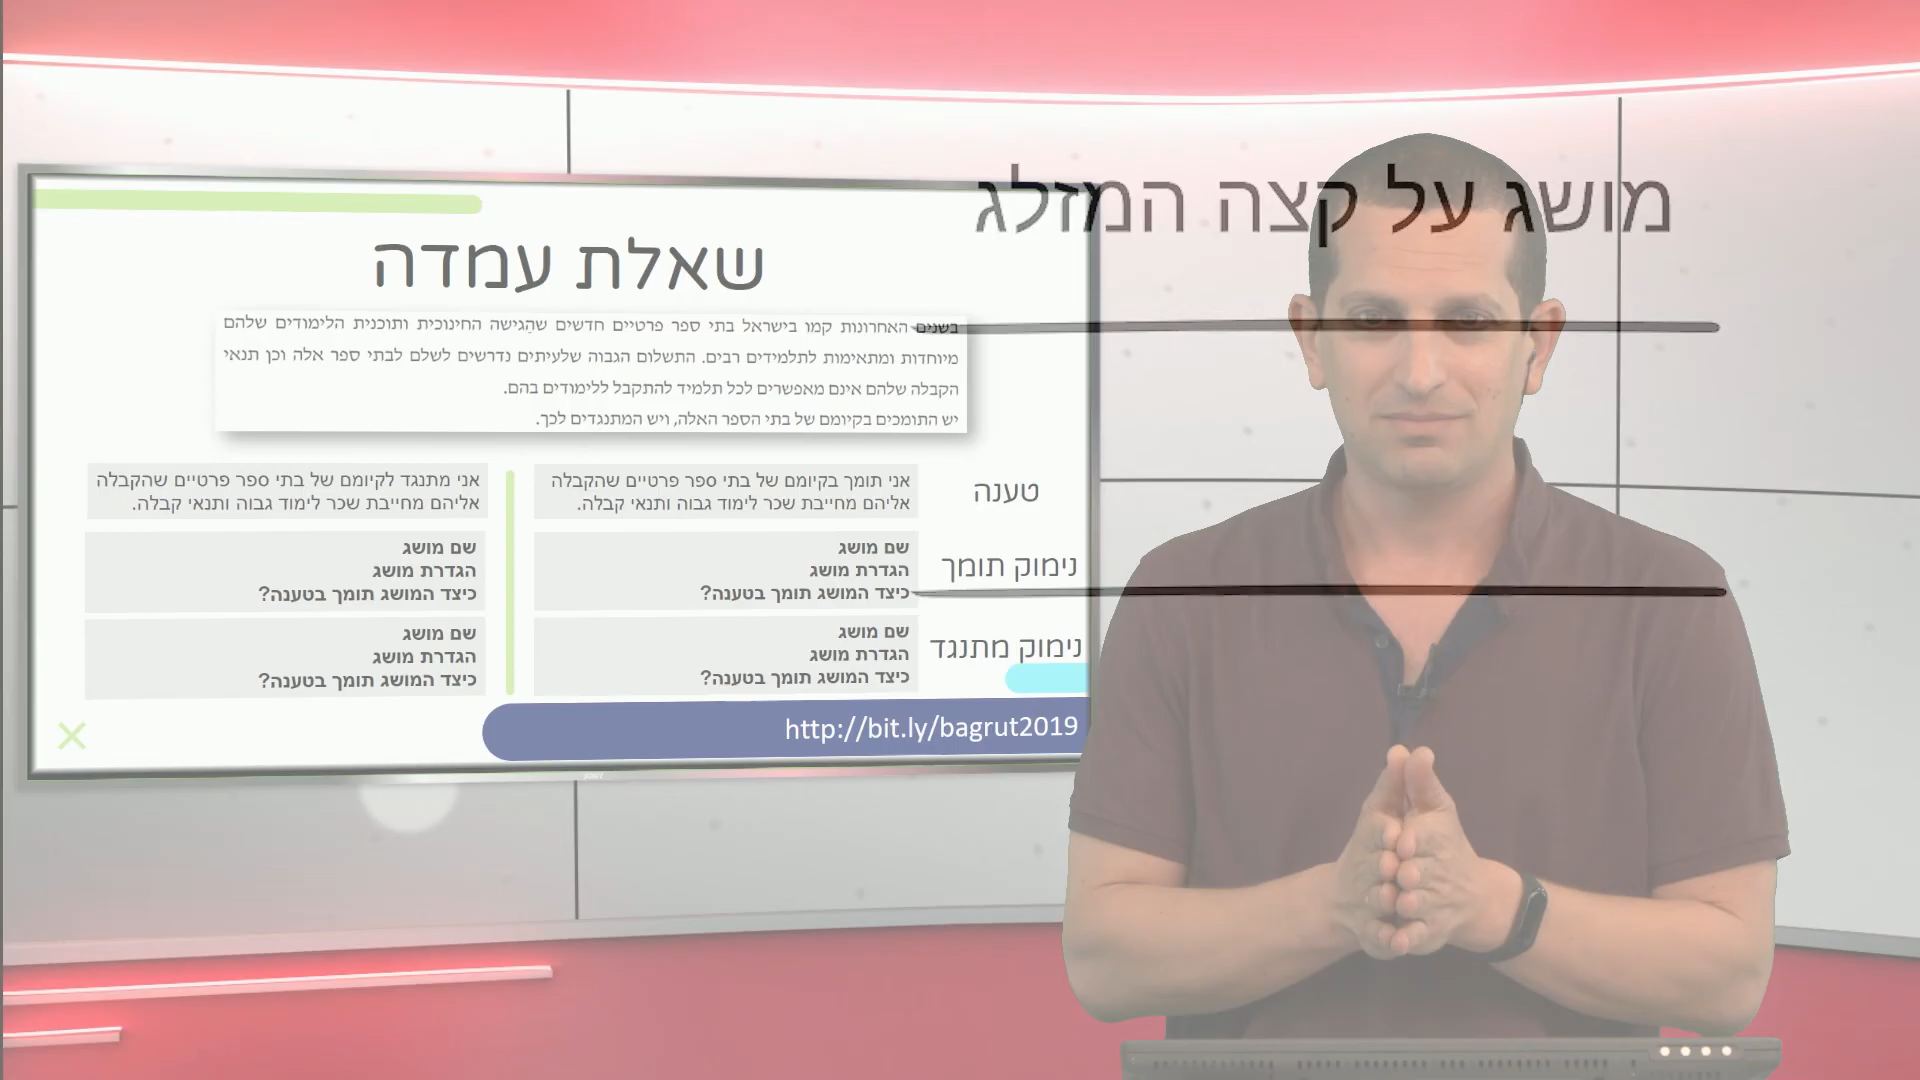 מושג על קצה המזלג
שאלת עמדה
בשנים האחרונות קמו בישראל בתי ספר פרטיים חדשים שהַגישה החינוכית ותוכנית הלימודים שלהם
מיוחדות ומתאימות לתלמידים רבים. התשלום הגבוה שלעיתים נדרשים לשלם לבתי ספר אלה וכן תנאי
הקבלה שלהם אינם מאפשרים לכל תלמיד להתקבל ללימודים בהם.
יש התומכים בקיומם של בתי הספר האלה, ויש המתנגדים לכך.
טענה
אני תומך בקיומם של בתי ספר פרטיים שהקבלה
אליהם מחייבת שכר לימוד גבוה ותנאי קבלה.
אני מתנגד לקיומם של בתי ספר פרטיים שהקבלה
אליהם מחייבת שכר לימוד גבוה ותנאי קבלה.
נימוק תומך
שם מושג
הגדרת מושג
כיצד המושג תומך בטענה?
שם מושג
הגדרת מושג
כיצד המושג תומך בטענה?
נימוק מתנגד
שם מושג
הגדרת מושג
כיצד המושג תומך בטענה?
שם מושג
הגדרת מושג
כיצד המושג תומך בטענה?
http://bit.ly/bagrut2019